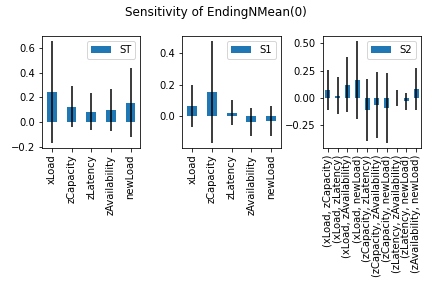 Sensitivity of EndingNMean(0)
ST
0.6
0.4
0.2
0.0
−0.2
xLoad
zCapacity
zLatency
zAvailability
newLoad
S1
0.4
0.2
0.0
xLoad
zCapacity
zLatency
zAvailability
newLoad
S2
0.50
0.25
0.00
−0.25
(xLoad, zCapacity)
(xLoad, zLatency)
(xLoad, zAvailability)
(xLoad, newLoad)
(zCapacity, zLatency)
(zCapacity, zAvailability)
(zCapacity, newLoad)
(zLatency, zAvailability)
(zLatency, newLoad)
(zAvailability, newLoad)